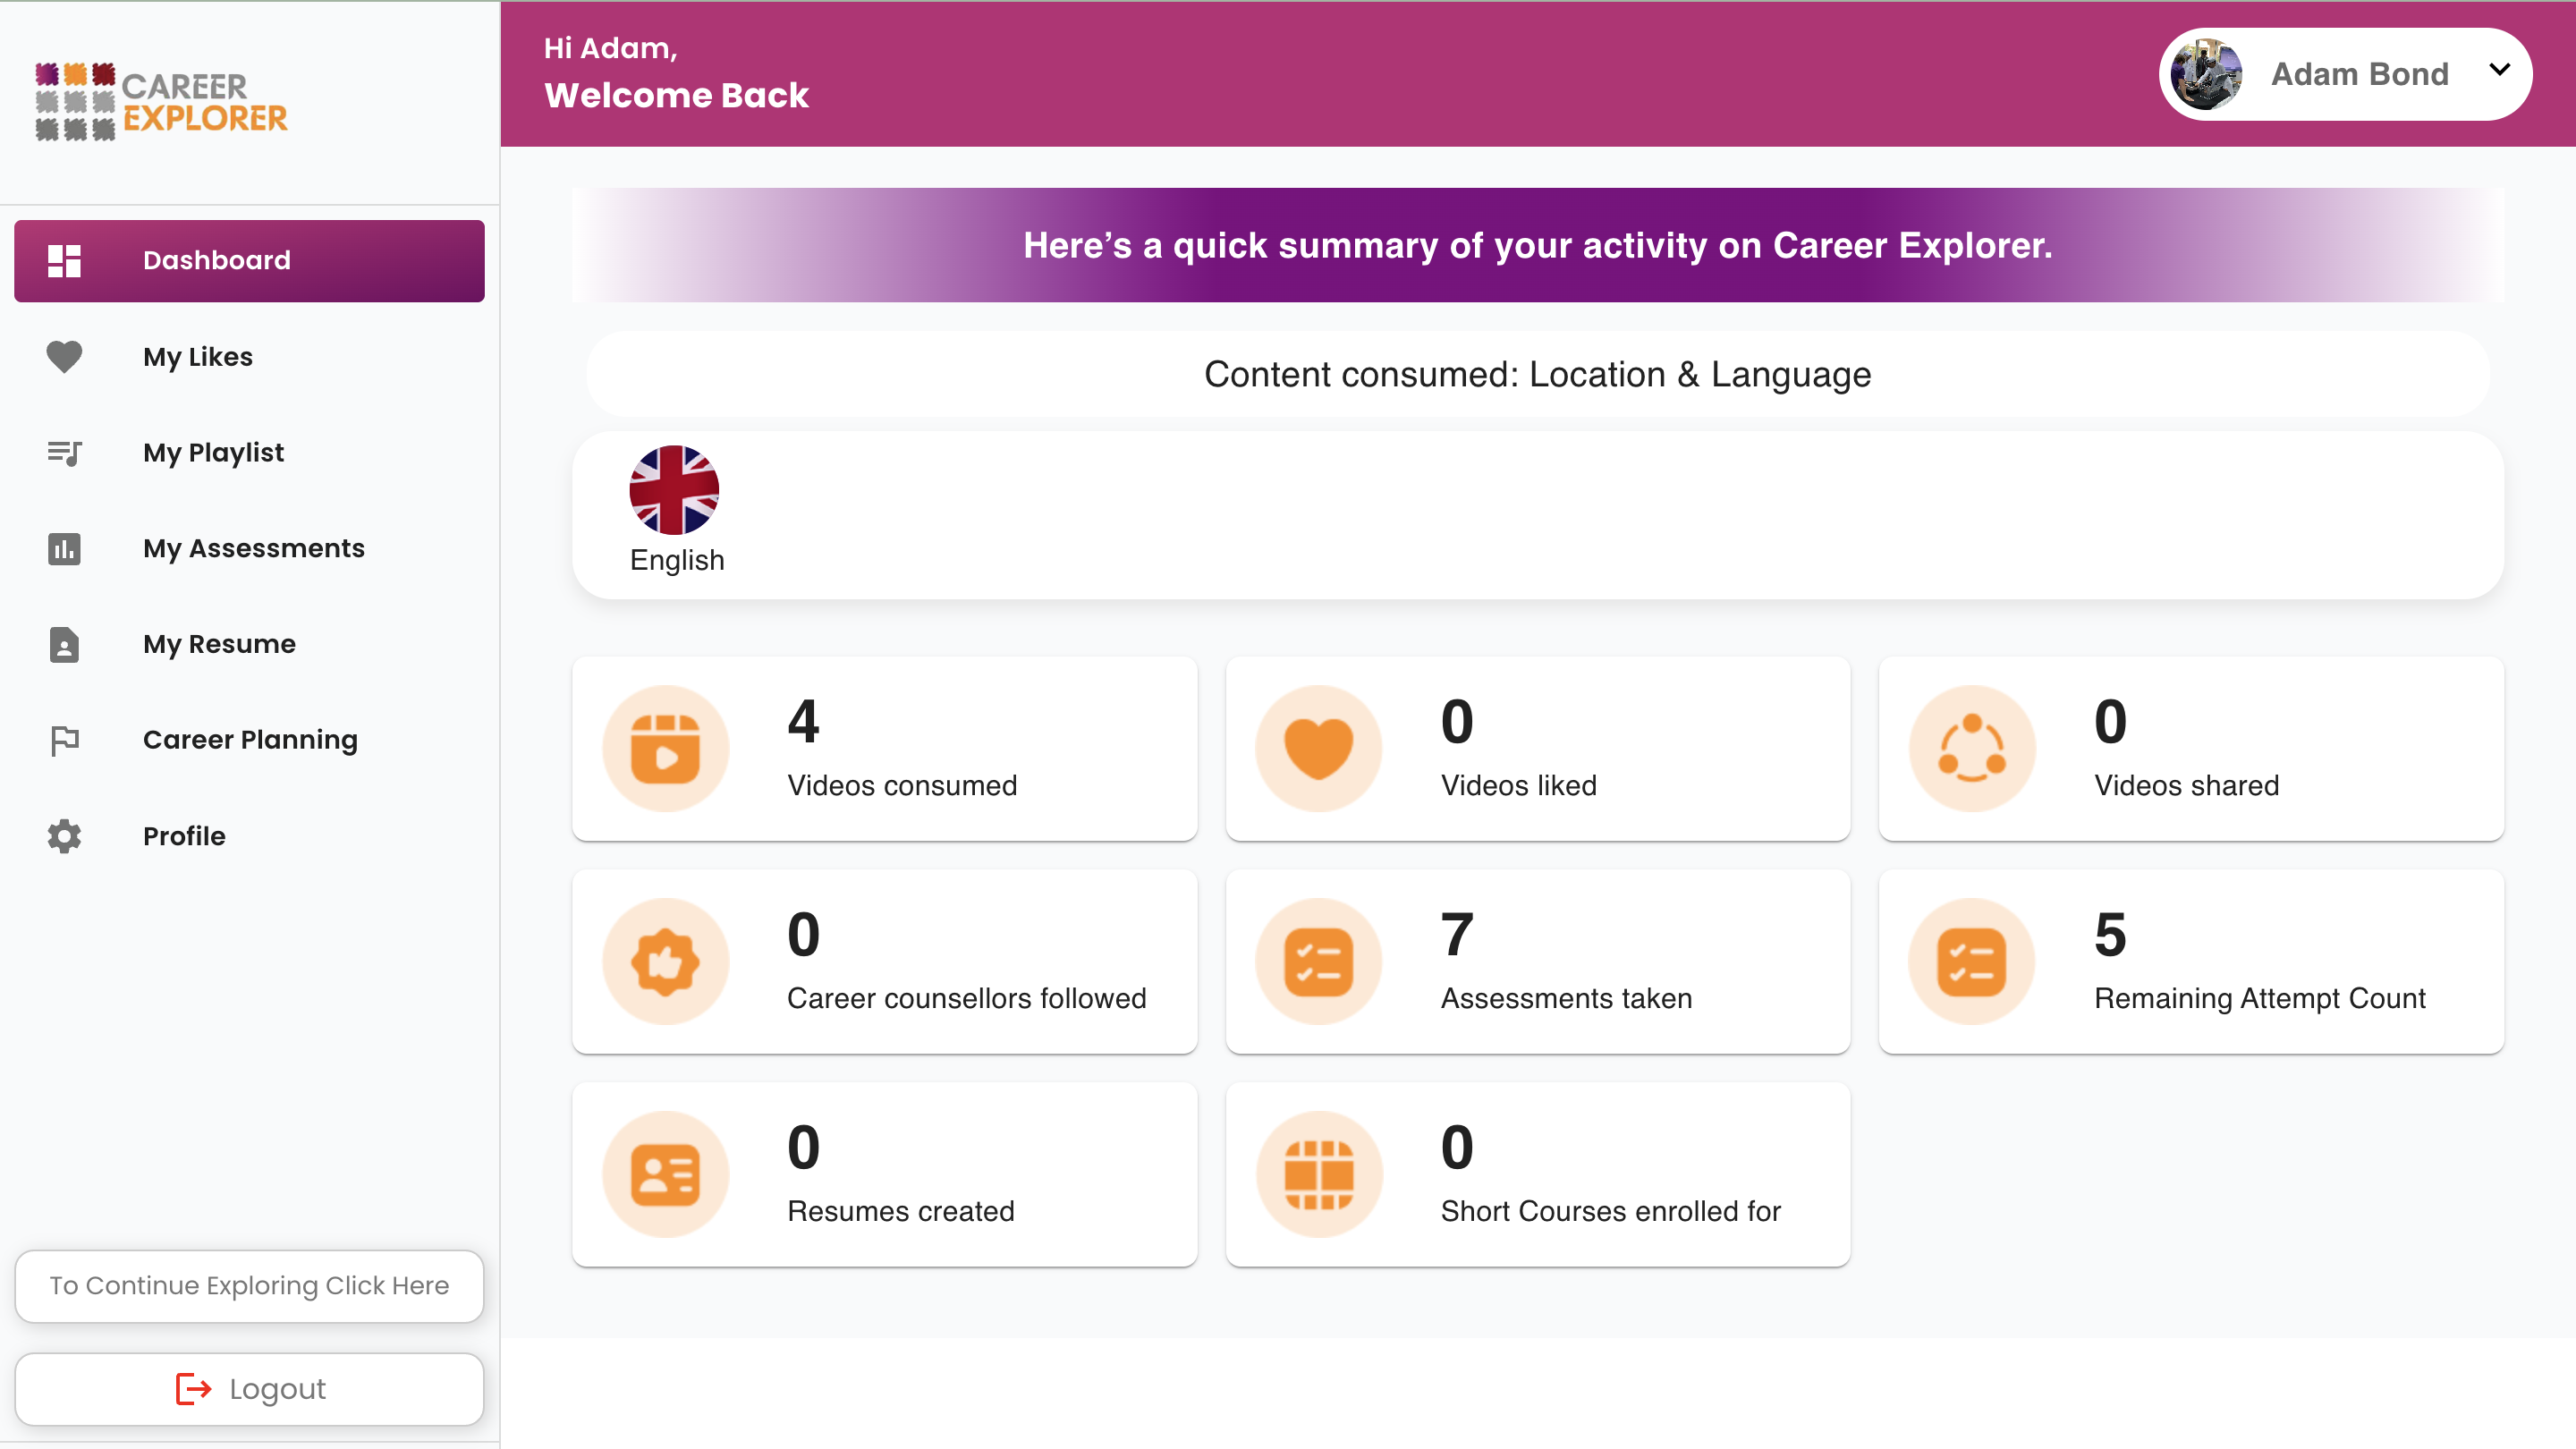 CAREER
EXPLORER
Hi Adam,
Welcome Back
Adam Bond
Dashboard
My Likes
My Playlist
My Assessments
My Resume
Career Planning
Profile
To Continue Exploring Click Here
Logout
Here’s a quick summary of your activity on Career Explorer.
Content consumed: Location & Language
English
4
Videos consumed
0
Videos liked
0
Videos shared
0
Career counsellors followed
7
Assessments taken
5
Remaining Attempt Count
0
Resumes created
0
Short Courses enrolled for